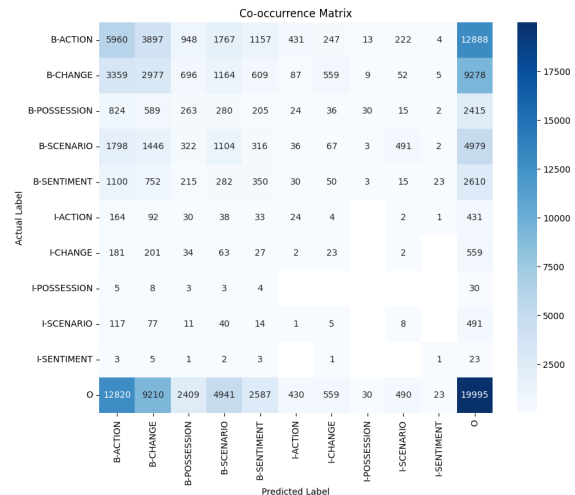 Co-occurrence Matrix
B-ACTION 5960 3897 948 1767 1157 431 247 13 222 4 12888
B-CHANGE 3359 2977 696 1164 609 87 559 9 52 5 9278
B-POSSESSION 824 589 263 280 205 24 36 30 15 2 2415
B-SCENARIO 1798 1446 322 1104 316 36 67 3 491 2 4979
B-SENTIMENT 1100 752 215 282 350 30 50 3 15 23 2610
I-ACTION 164 92 30 38 33 24 4 2 1 431
I-CHANGE 181 201 34 63 27 2 23 2 559
I-POSSESSION 5 8 3 3 4 30
I-SCENARIO 117 77 11 40 14 1 5 8 491
I-SENTIMENT 3 5 1 2 3 1 1 23
O 12820 9210 2409 4941 2587 430 559 30 490 23 19995
B-ACTION B-CHANGE B-POSSESSION B-SCENARIO B-SENTIMENT I-ACTION I-CHANGE I-POSSESSION I-SCENARIO I-SENTIMENT O
Predicted Label
Actual Label
17500
15000
12500
10000
7500
5000
2500